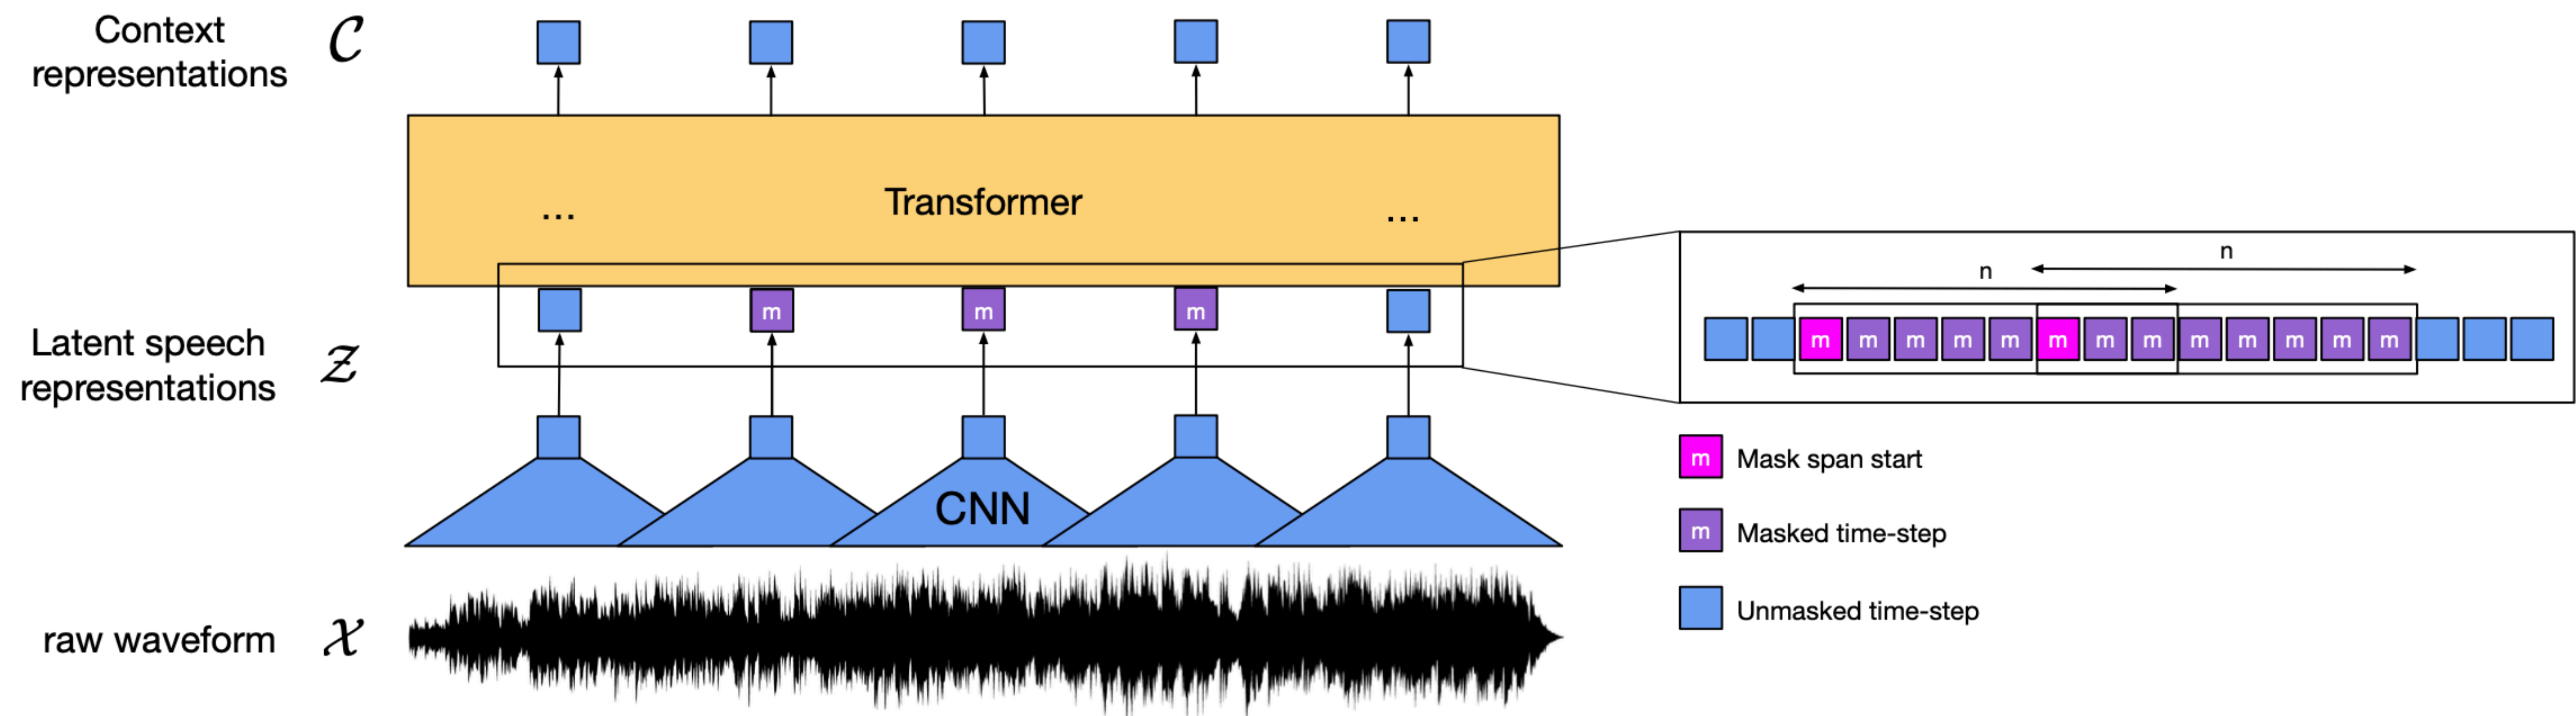 Context
representations
𝒞
Transformer
...
...
n
n
m
m
m
m m m m m m m m m m m m m
Latent speech
representations
𝒵
m Mask span start
CNN
m Masked time-step
Unmasked time-step
raw waveform
𝒳